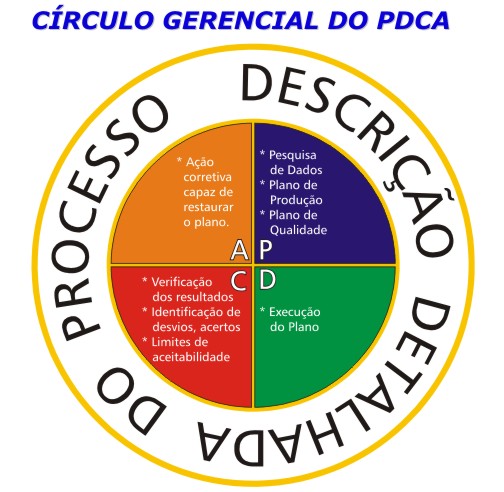 CÍRCULO GERENCIAL DO PDCA
DESCRIÇÃO DETALHADA DO PROCESSO
* Ação
corretiva
capaz de
restaurar
o plano.
A
* Pesquisa
de Dados
* Plano de
Produção
* Plano de
Qualidade
P
C
* Verificação
dos resultados
* Identificação de
desvios, acertos
* Limites de
aceitabilidade
D
* Execução
do Plano